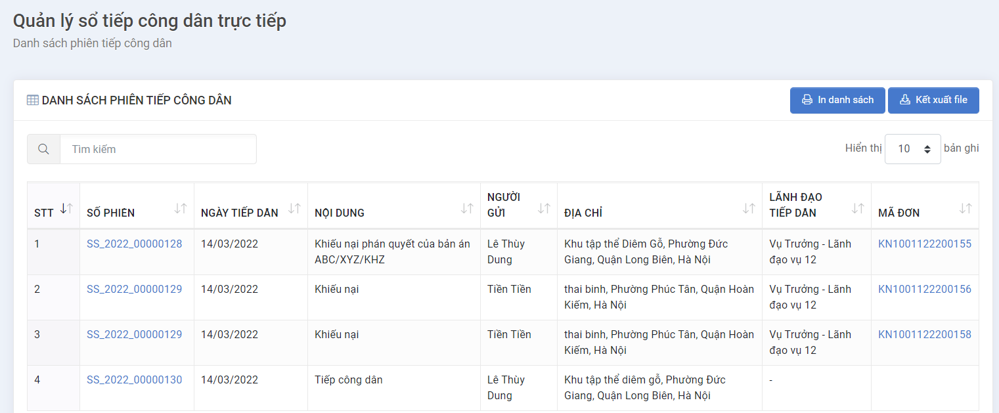 Quản lý sổ tiếp công dân trực tiếp
Danh sách phiên tiếp công dân
DANH SÁCH PHIÊN TIẾP CÔNG DÂN
In danh sách
Kết xuất file
Tìm kiếm
Hiển thị 10 bản ghi
STT
SỐ PHIÊN
NGÀY TIẾP DÂN
NỘI DUNG
NGƯỜI
GỬI
ĐỊA CHỈ
LÃNH ĐẠO
TIẾP DÂN
MÃ ĐƠN
1
SS_2022_00000128
14/03/2022
Khiếu nại phán quyết của bản án
ABC/XYZ/KHZ
Lê Thùy
Dung
Khu tập thể Diêm Gỗ, Phường Đức
Giang, Quận Long Biên, Hà Nội
Vụ Trưởng - Lãnh
đạo vụ 12
KN1001122200155
2
SS_2022_00000129
14/03/2022
Khiếu nại
Tiền Tiền
thai binh, Phường Phúc Tân, Quận Hoàn
Kiếm, Hà Nội
Vụ Trưởng - Lãnh
đạo vụ 12
KN1001122200156
3
SS_2022_00000129
14/03/2022
Khiếu nại
Tiền Tiền
thai binh, Phường Phúc Tân, Quận Hoàn
Kiếm, Hà Nội
Vụ Trưởng - Lãnh
đạo vụ 12
KN1001122200158
4
SS_2022_00000130
14/03/2022
Tiếp công dân
Lê Thùy
Dung
Khu tập thể diêm gỗ, Phường Đức
Giang, Quận Long Biên, Hà Nội
-